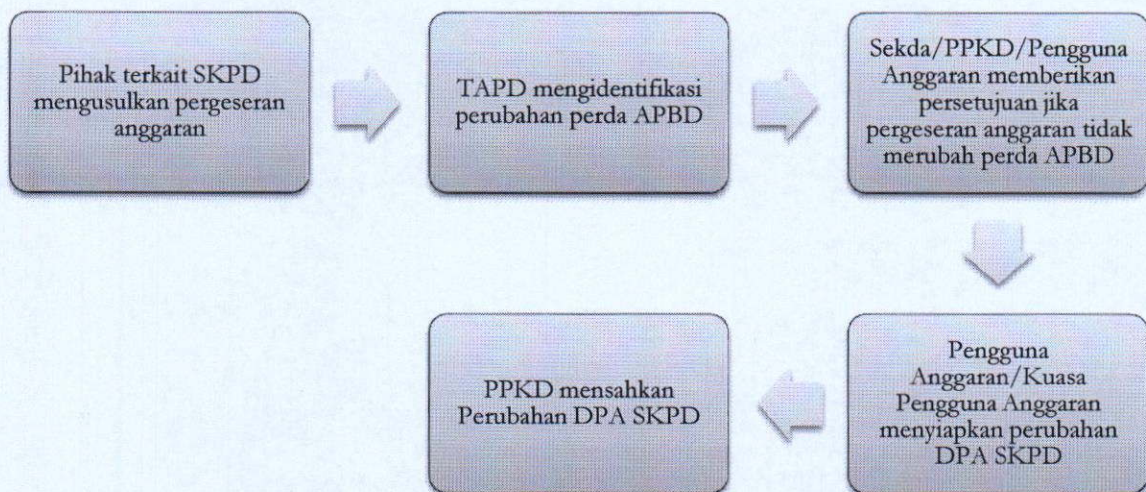 Pihak terkait SKPD
mengusulkan pergeseran
anggaran
TAPD mengidentifikasi
perubahan perda APBD
Sekda/PPKD/Pengguna
Anggaran memberikan
persetujuan jika
pergeseran anggaran tidak
merubah perda APBD
Pengguna
Anggaran/Kuasa
Pengguna Anggaran
menyiapkan perubahan
DPA SKPD
PPKD mensahkan
Perubahan DPA SKPD